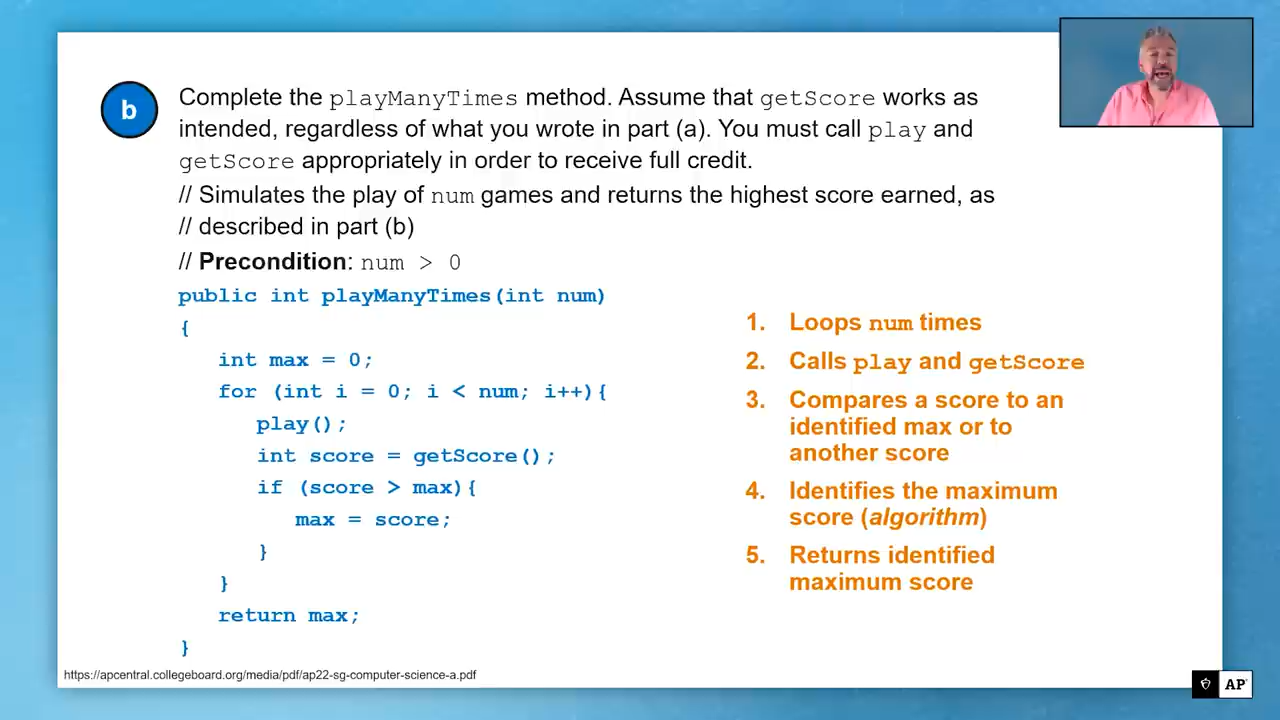 b
Complete the playManyTimes method. Assume that getScore works as
intended, regardless of what you wrote in part (a). You must call play and
getScore appropriately in order to receive full credit.
// Simulates the play of num games and returns the highest score earned, as
// described in part (b)
// Precondition: num > 0
public int playManyTimes(int num)
{
int max = 0;
for (int i = 0; i < num; i++){
play();
int score = getScore();
if (score > max){
max = score;
}
}
return max;
}
1. Loops num times
2. Calls play and getScore
3. Compares a score to an
identified max or to
another score
4. Identifies the maximum
score (algorithm)
5. Returns identified
maximum score
https://apcentral.collegeboard.org/media/pdf/ap22-sg-computer-science-a.pdf
AP